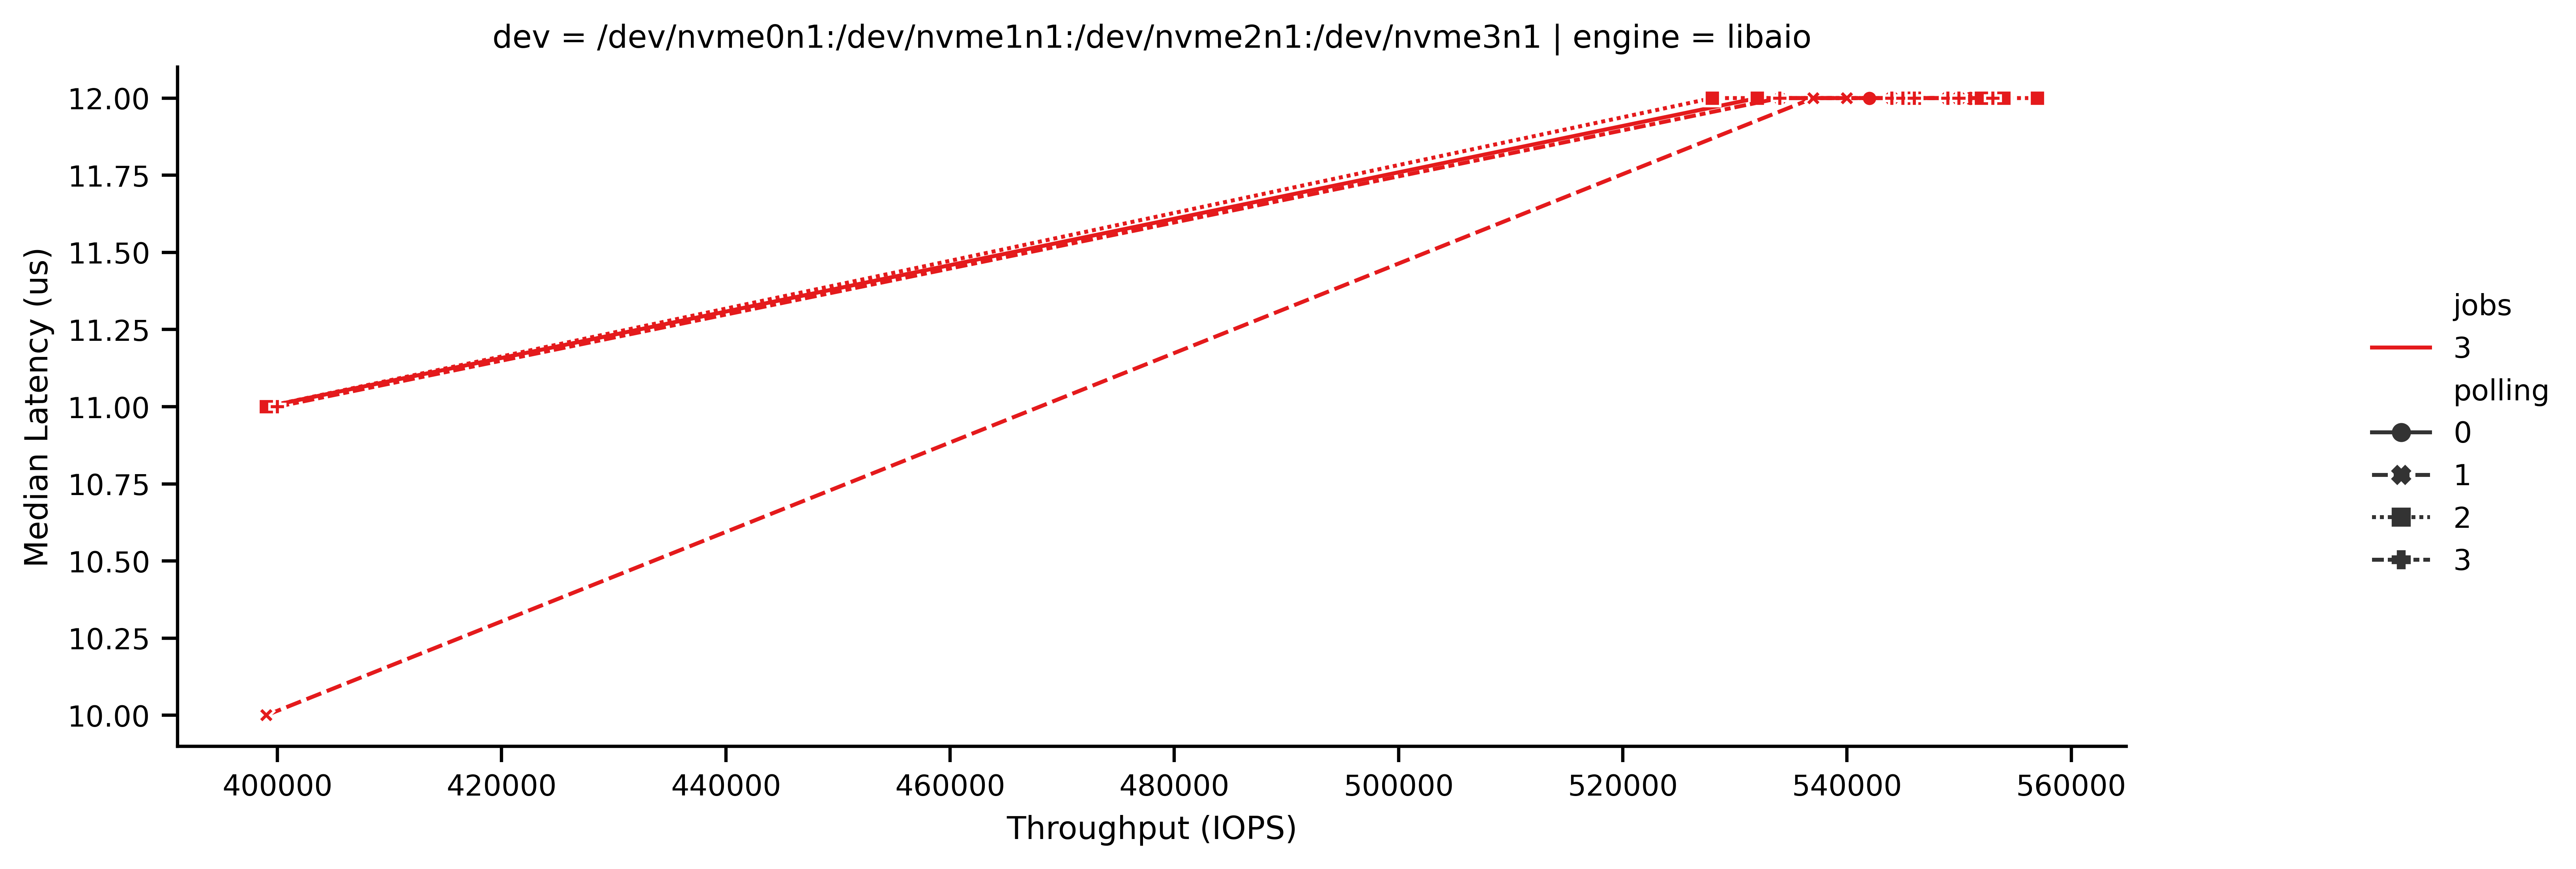 dev = /dev/nvme0n1:/dev/nvme1n1:/dev/nvme2n1:/dev/nvme3n1 | engine = libaio
12.00
11.75
11.50
11.25
11.00
10.75
10.50
10.25
10.00
Median Latency (us)
400000 420000 440000 460000 480000 500000 520000 540000 560000
Throughput (IOPS)
jobs
3
polling
0
1
2
3